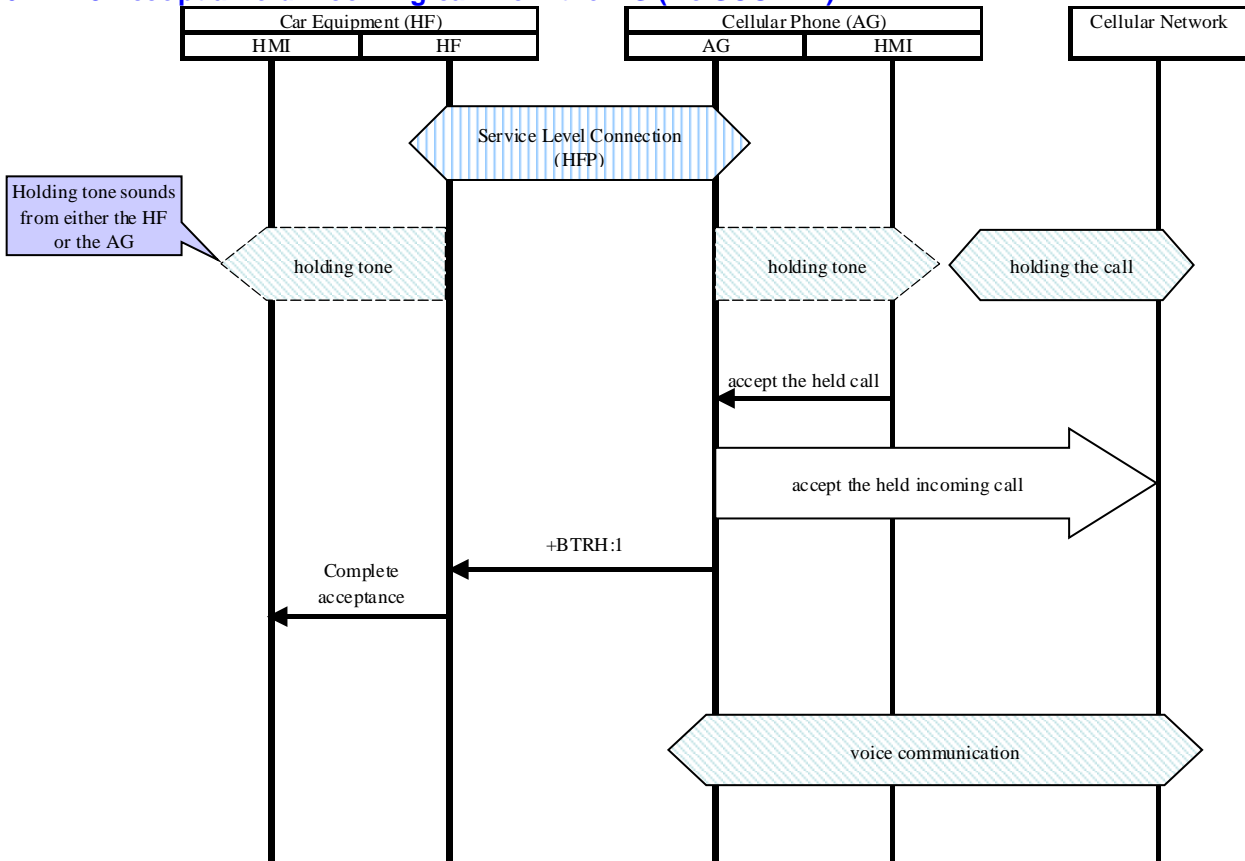 Car Equipment (HF)
Cellular Phone (AG)
Cellular Network
HMI
HF
AG
HMI
Service Level Connection
(HFP)
Holding tone sounds
from either the HF
or the AG
holding tone
holding tone
holding the call
accept the held call
accept the held incoming call
+BTRH:1
Complete
acceptance
voice communication